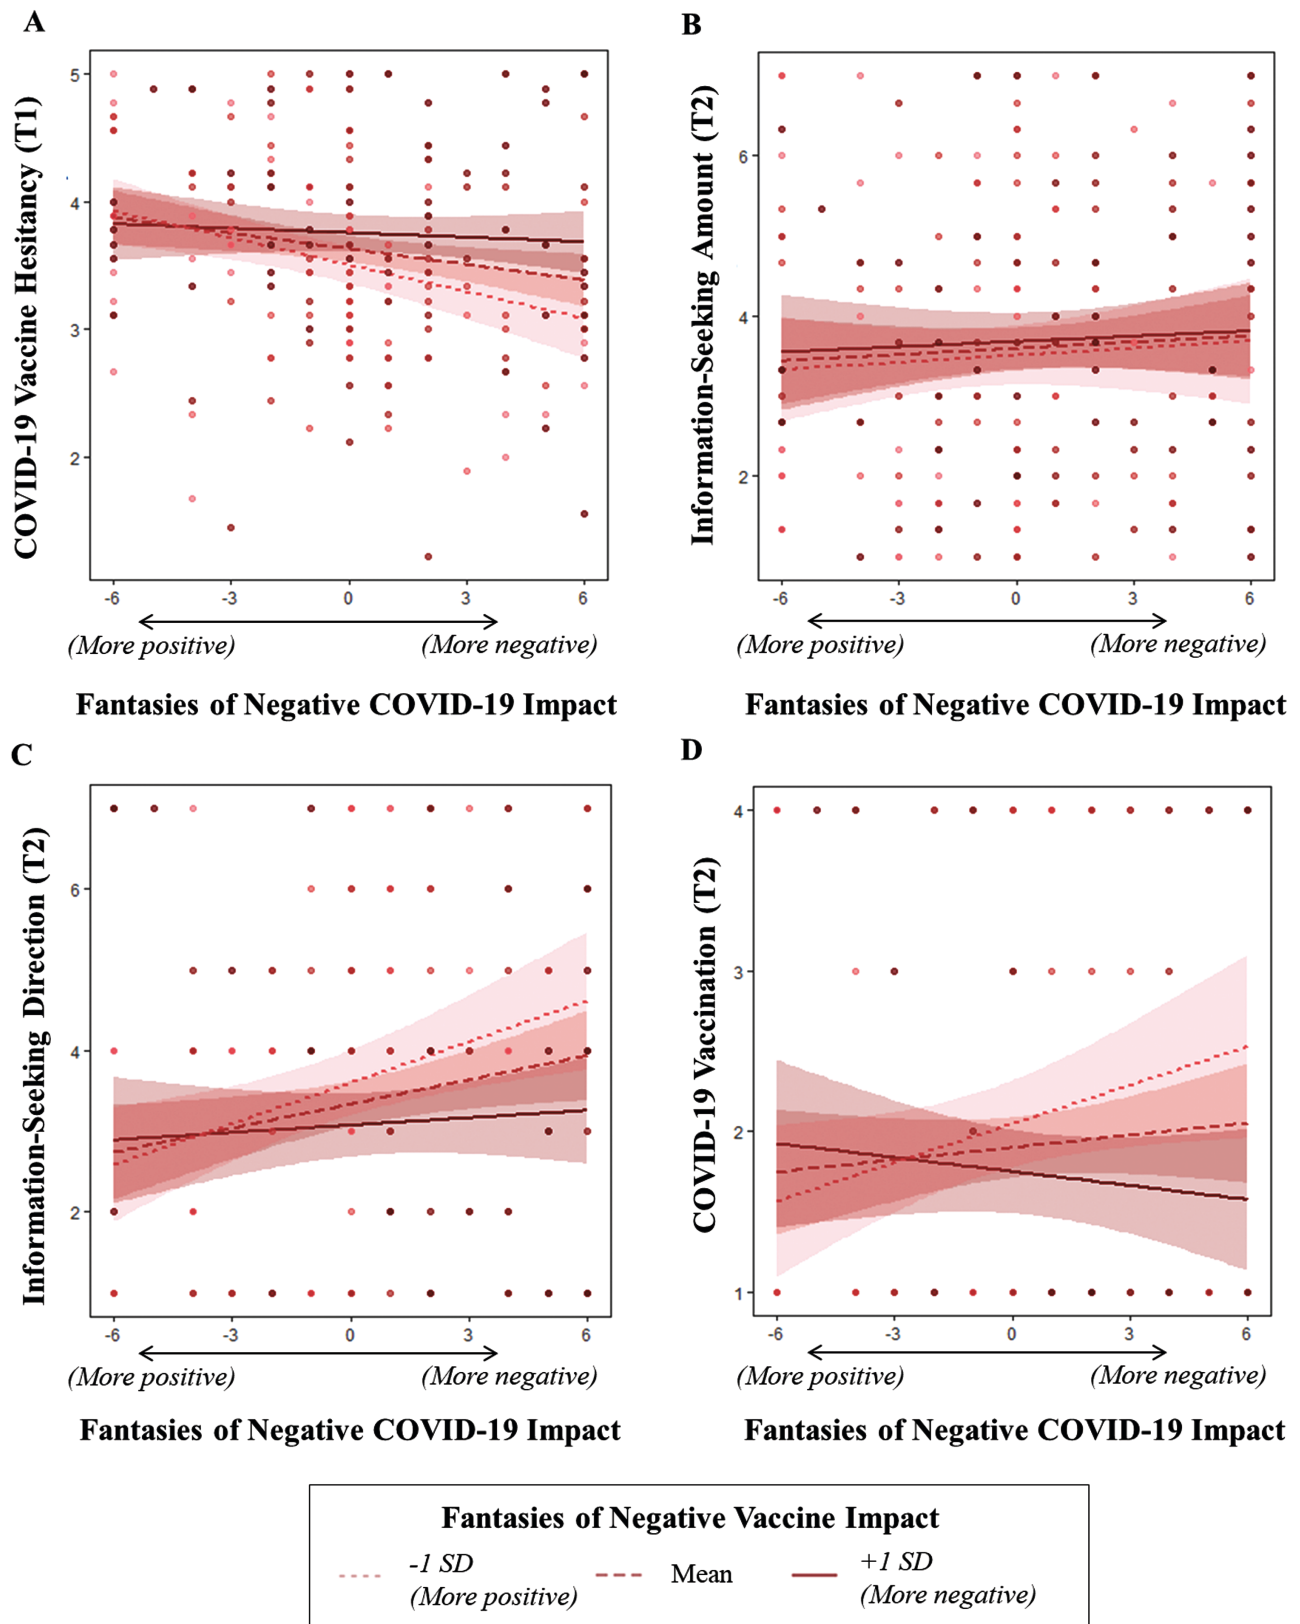 A
COVID-19 Vaccine Hesitancy (T1)
5
4
3
2
-6 -3 0 3 6
(More positive) (More negative)
Fantasies of Negative COVID-19 Impact
B
Information-Seeking Amount (T2)
6
4
2
-6 -3 0 3 6
(More positive) (More negative)
Fantasies of Negative COVID-19 Impact
C
Information-Seeking Direction (T2)
6
4
2
-6 -3 0 3 6
(More positive) (More negative)
Fantasies of Negative COVID-19 Impact
D
COVID-19 Vaccination (T2)
4
3
2
1
-6 -3 0 3 6
(More positive) (More negative)
Fantasies of Negative COVID-19 Impact
Fantasies of Negative Vaccine Impact
-1 SD
(More positive)
Mean
+1 SD
(More negative)